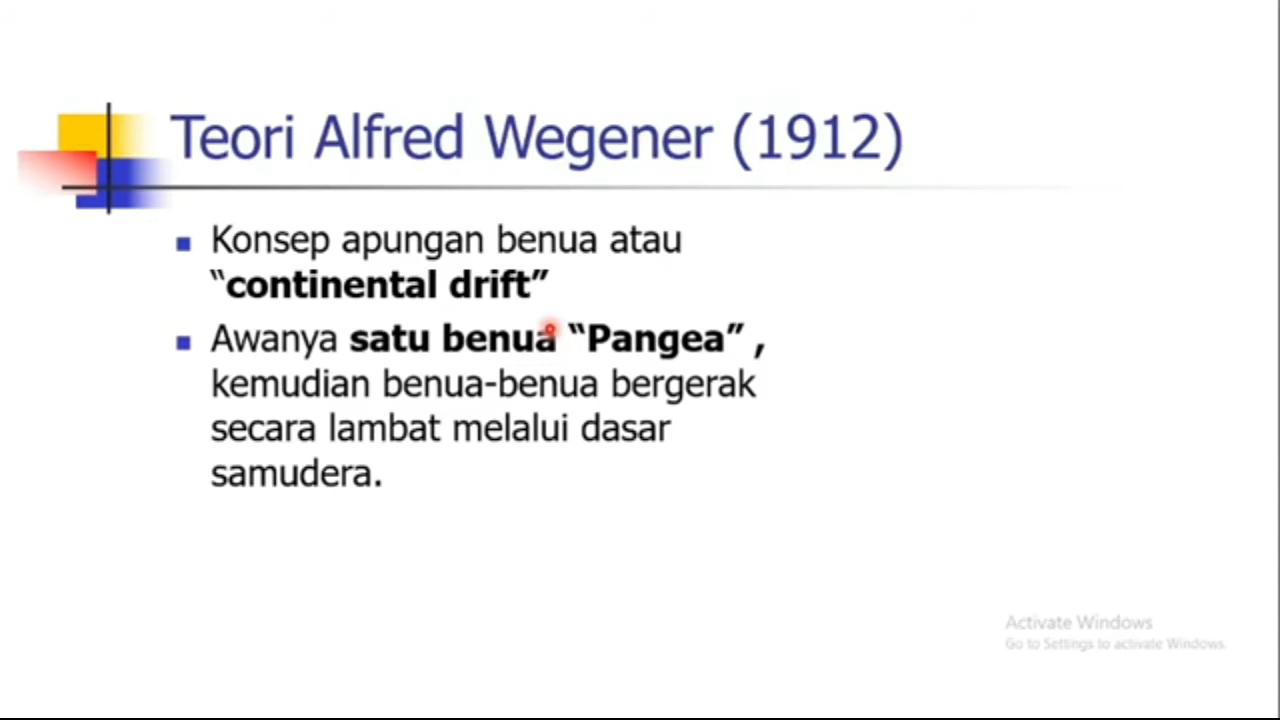 Teori Alfred Wegener (1912)
Konsep apungan benua atau
“continental drift”
Awanya satu benua “Pangea” ,
kemudian benua-benua bergerak
secara lambat melalui dasar
samudera.
Activate Windows
Go to Settings to activate Windows.